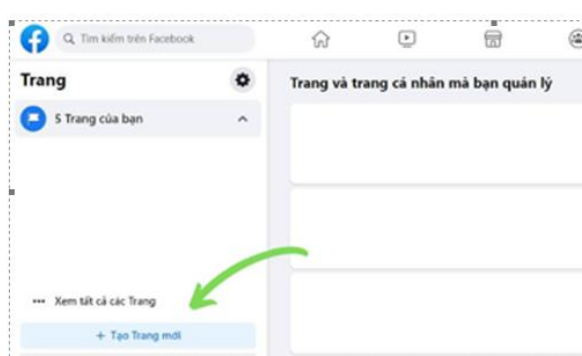 Tìm kiếm trên Facebook
Trang
Trang và trang cá nhân mà bạn quản lý
5 Trang của bạn
Xem tất cả các Trang
+ Tạo Trang mới